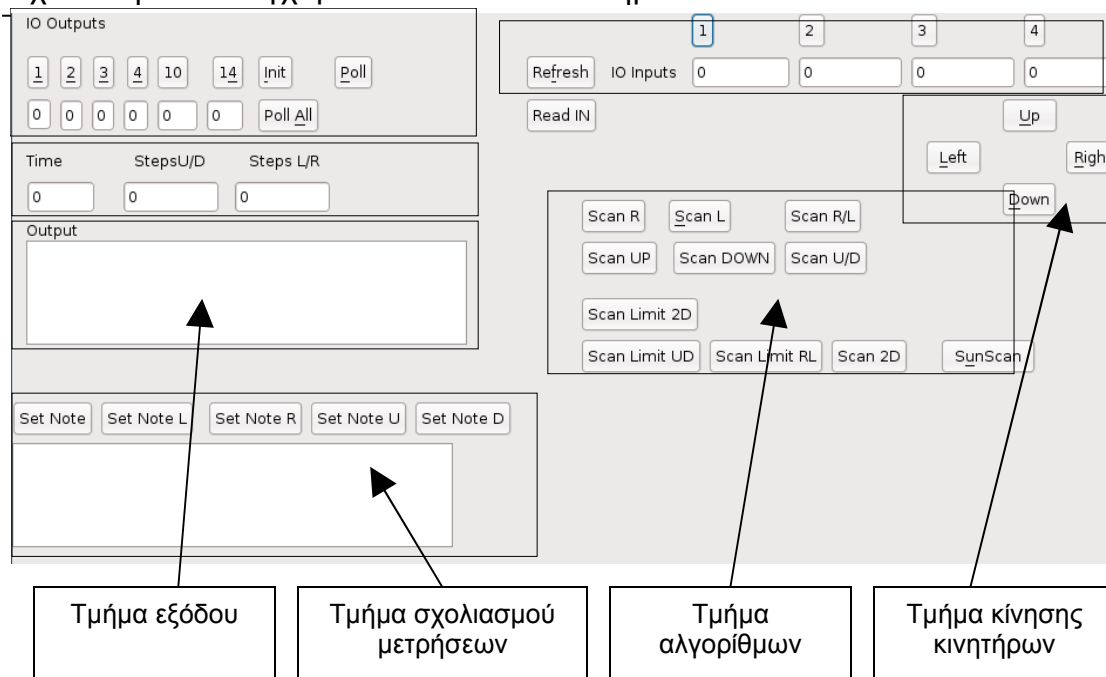 IO Outputs
1 2 3 4 10 14 Init Poll
0 0 0 0 0 0 Poll All
1 2 3 4
Refresh IO Inputs 0 0 0 0
Read IN
Up
Left Righ
Down
Time StepsU/D Steps L/R
0 0 0
Output
Scan R Scan L Scan R/L
Scan UP Scan DOWN Scan U/D
Scan Limit 2D
Scan Limit UD Scan Limit RL Scan 2D SunScan
Set Note Set Note L Set Note R Set Note U Set Note D
Τμήμα εξόδου
Τμήμα σχολιασμού
μετρήσεων
Τμήμα
αλγορίθμων
Τμήμα κίνησης
κινητήρων